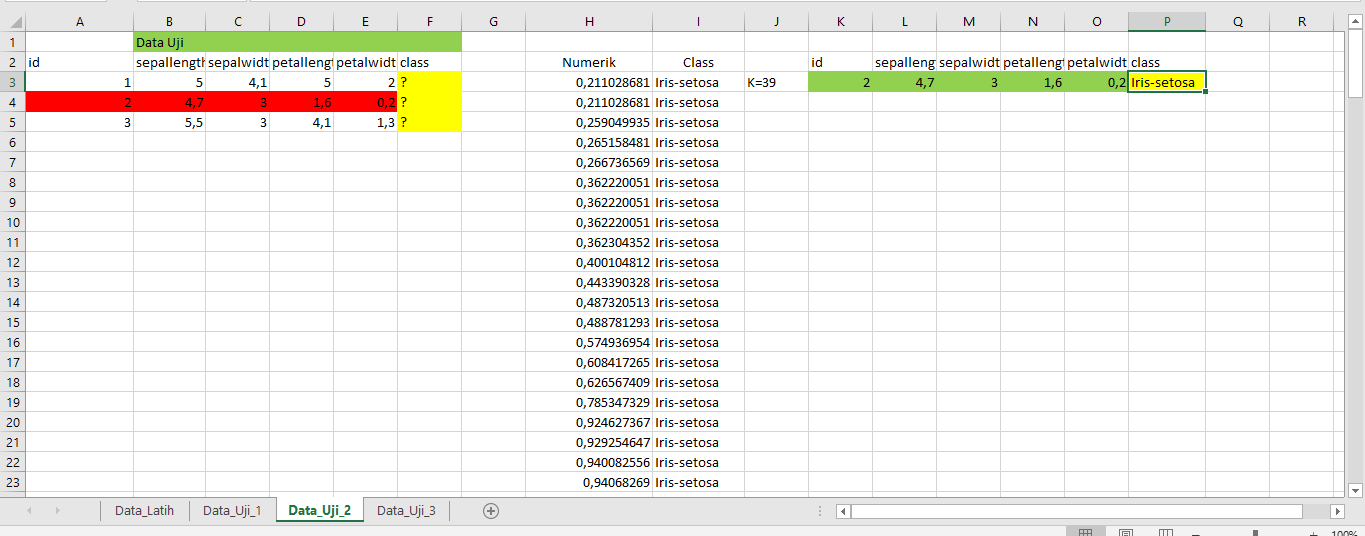 A B C D E F G H I J K L M N O P Q R
1 Data Uji
2 id sepallength sepalwidt petallengt petalwidt class Numerik Class id sepalleng sepalwidt petallengt petalwidt class
3 1 5 4,1 5 2 ? 0,211028681 Iris-setosa K=39 2 4,7 3 1,6 0,2 Iris-setosa
4 2 4,7 3 1,6 0,2 ? 0,211028681 Iris-setosa
5 3 5,5 3 4,1 1,3 ? 0,259049935 Iris-setosa
6 0,265158481 Iris-setosa
7 0,266736569 Iris-setosa
8 0,362220051 Iris-setosa
9 0,362220051 Iris-setosa
10 0,362220051 Iris-setosa
11 0,362304352 Iris-setosa
12 0,400104812 Iris-setosa
13 0,443390328 Iris-setosa
14 0,487320513 Iris-setosa
15 0,488781293 Iris-setosa
16 0,574936954 Iris-setosa
17 0,608417265 Iris-setosa
18 0,626567409 Iris-setosa
19 0,785347329 Iris-setosa
20 0,924627367 Iris-setosa
21 0,929254647 Iris-setosa
22 0,940082556 Iris-setosa
23 0,94068269 Iris-setosa
Data_Latih Data_Uji_1 Data_Uji_2 Data_Uji_3
100%